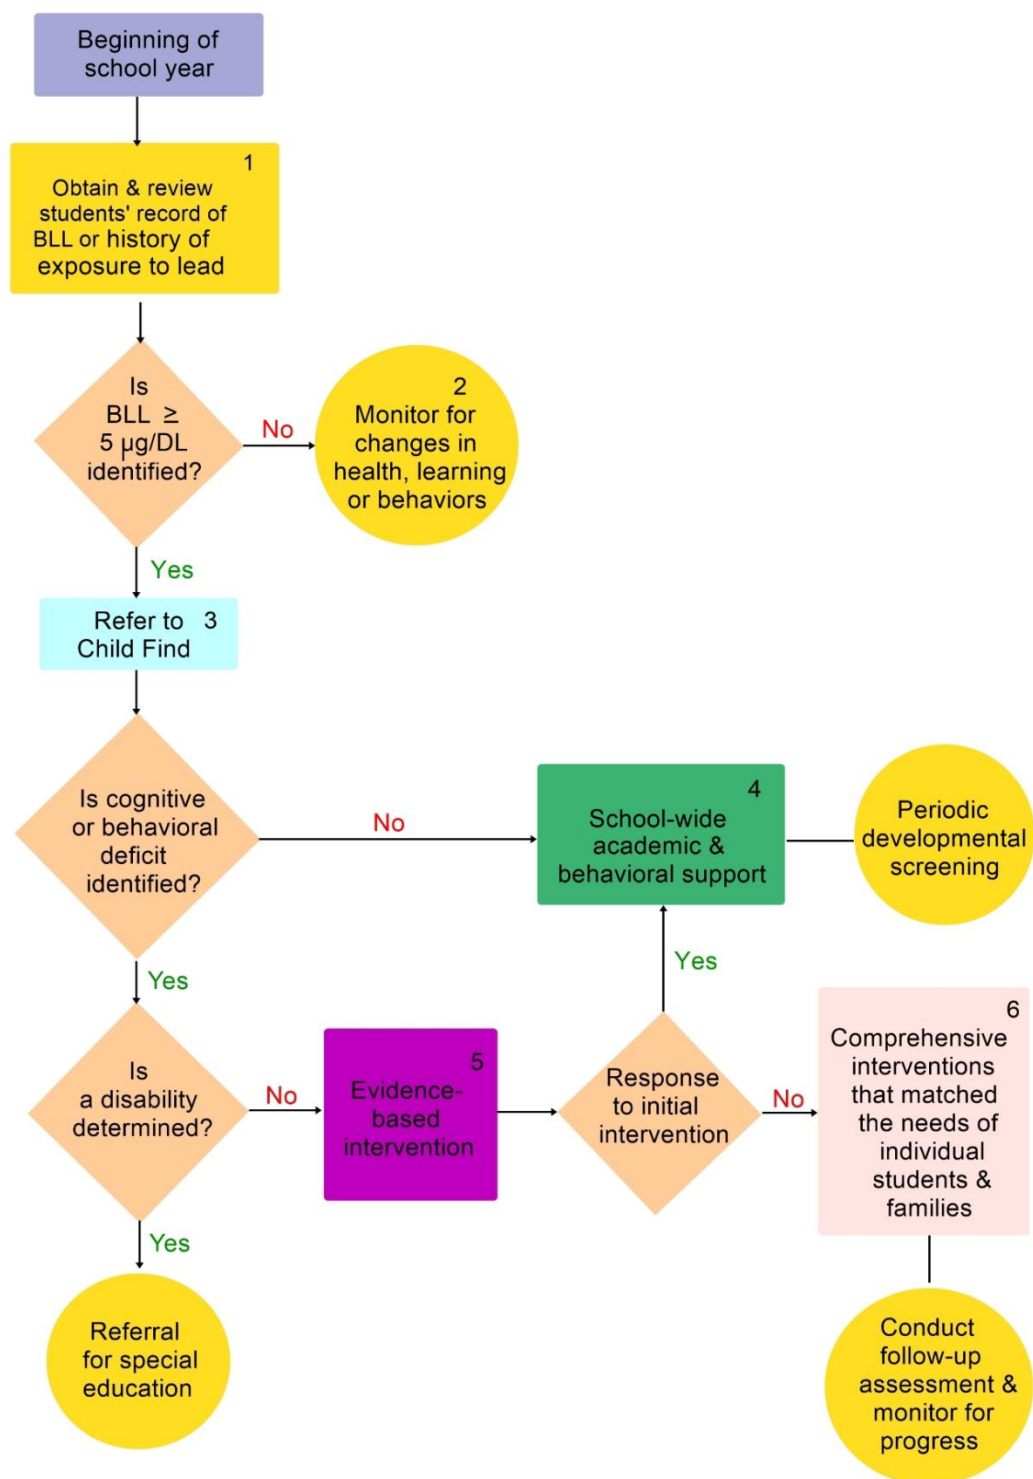 Beginning of
school year
1
Obtain & review
students' record of
BLL or history of
exposure to lead
Is
BLL ≥
5 µg/DL
identified?
No
2
Monitor for
changes in
health, learning
or behaviors
Yes
Refer to 3
Child Find
Is cognitive
or behavioral
deficit
identified?
No
4
School-wide
academic &
behavioral support
Periodic
developmental
screening
Yes
Yes
Is
a disability
determined?
No
5
Evidence-
based
intervention
Response
to initial
intervention
No
6
Comprehensive
interventions
that matched
the needs of
individual
students &
families
Yes
Referral
for special
education
Conduct
follow-up
assessment &
monitor for
progress